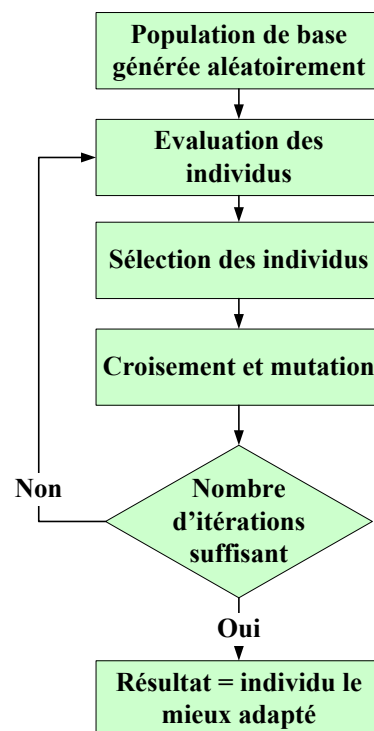 Population de base
générée aléatoirement
Evaluation des
individus
Sélection des individus
Croisement et mutation
Nombre
d'itérations
suffisant
Non
Oui
Résultat = individu le
mieux adapté